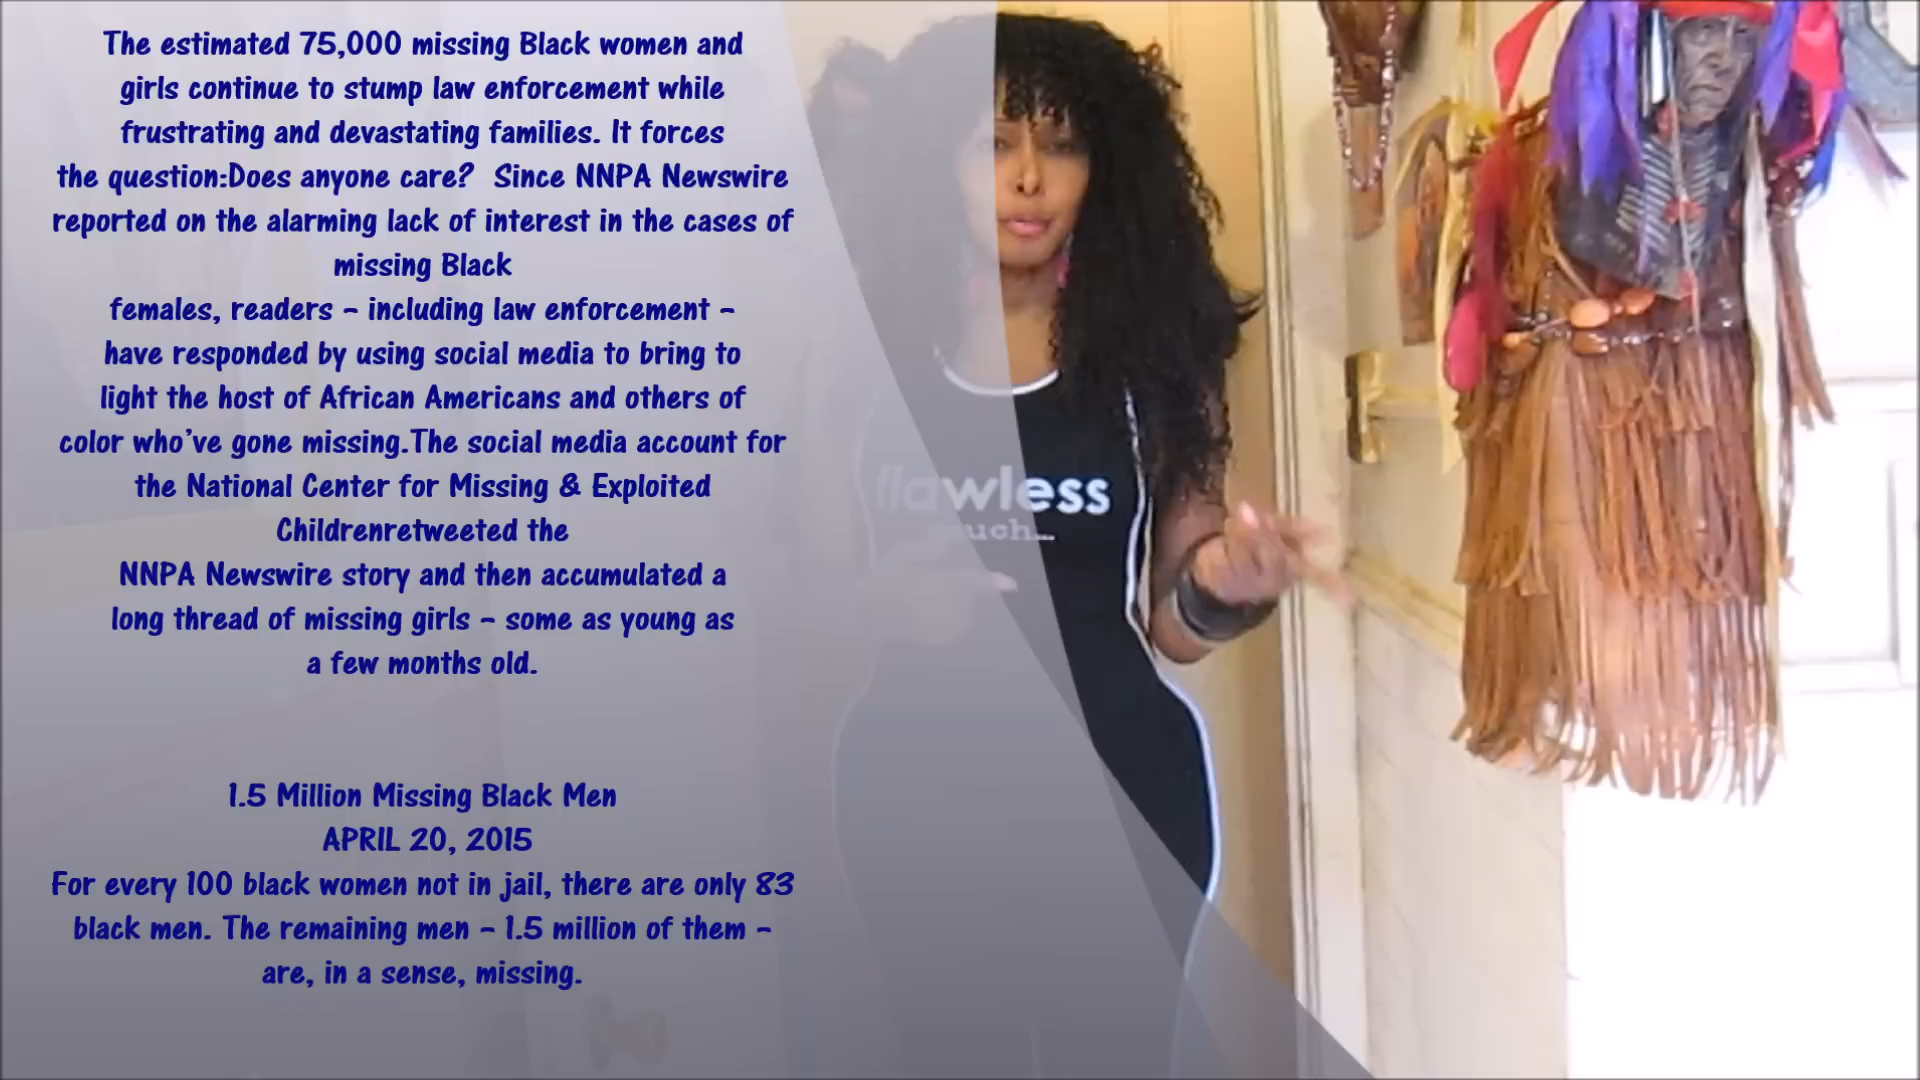 The estimated 75,000 missing Black women and
girls continue to stump law enforcement while
frustrating and devastating families. It forces
the question:Does anyone care?  Since NNPA Newswire
reported on the alarming lack of interest in the cases of
missing Black
females, readers – including law enforcement –
have responded by using social media to bring to
light the host of African Americans and others of
color who’ve gone missing.The social media account for
the National Center for Missing & Exploited
Childrenretweeted the
NNPA Newswire story and then accumulated a
long thread of missing girls – some as young as
a few months old.
1.5 Million Missing Black Men
APRIL 20, 2015
For every 100 black women not in jail, there are only 83
black men. The remaining men – 1.5 million of them –
are, in a sense, missing.
flawless